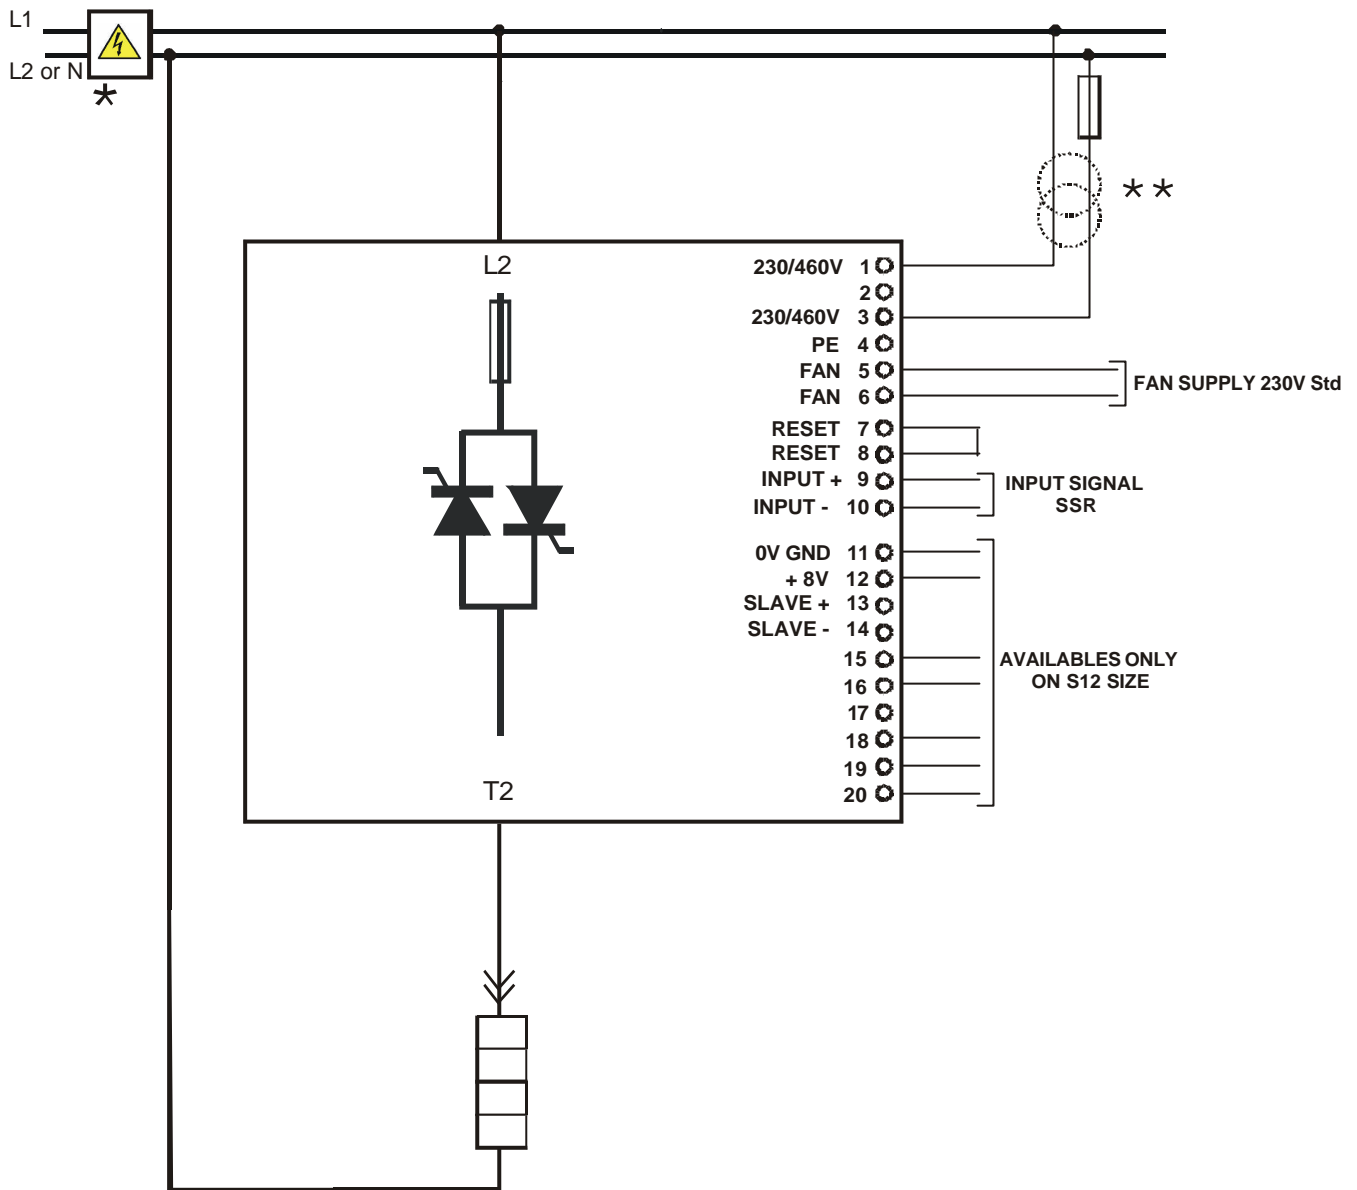 L1
L2 or N
*
**
L2
230/460V 1
2
230/460V 3
PE 4
FAN 5
FAN 6
FAN SUPPLY 230V Std
RESET 7
RESET 8
INPUT + 9
INPUT - 10
INPUT SIGNAL
SSR
0V GND 11
+ 8V 12
SLAVE + 13
SLAVE - 14
15
16
17
18
19
20
AVAILABLES ONLY
ON S12 SIZE
T2